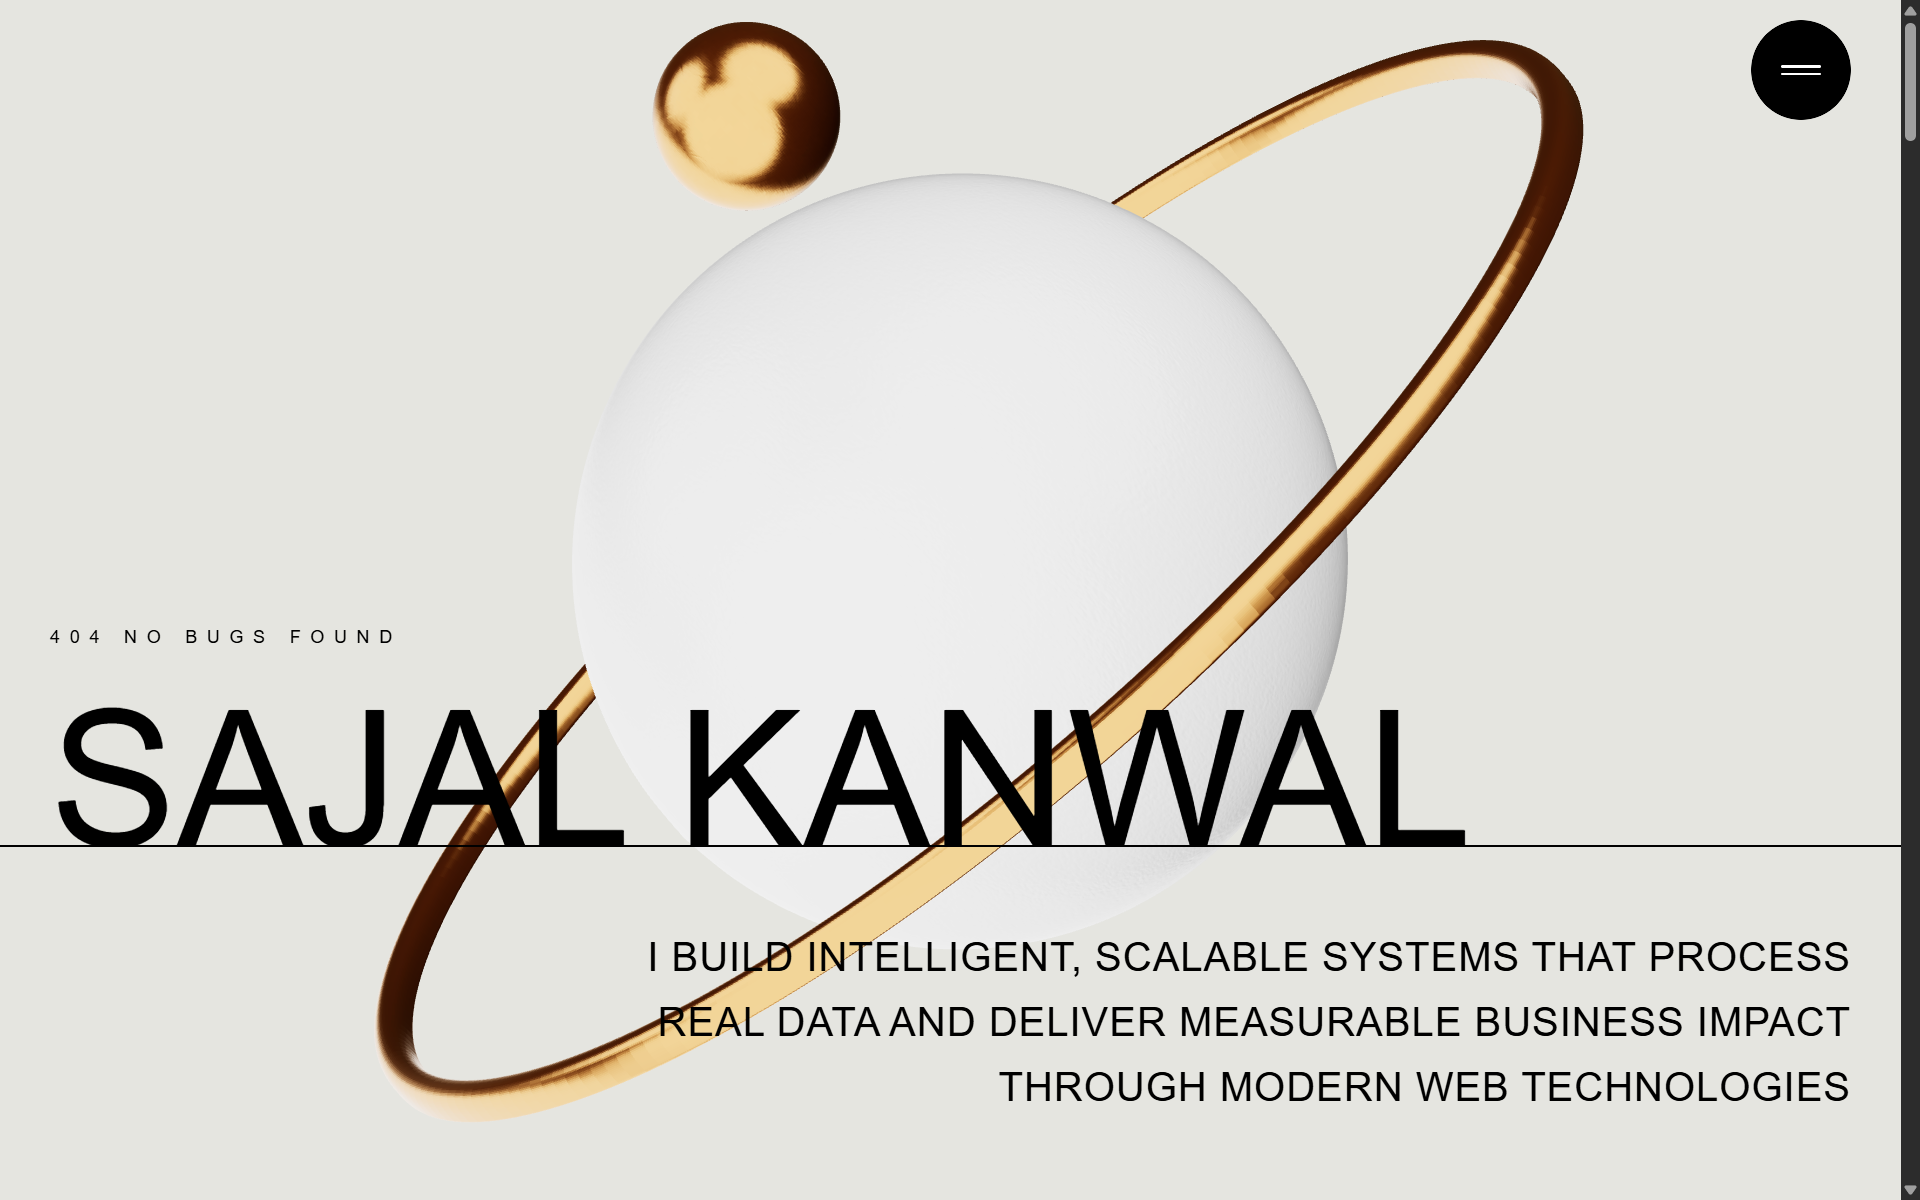 404 NO BUGS FOUND
SAJAL KANWAL
I BUILD INTELLIGENT, SCALABLE SYSTEMS THAT PROCESS
REAL DATA AND DELIVER MEASURABLE BUSINESS IMPACT
THROUGH MODERN WEB TECHNOLOGIES